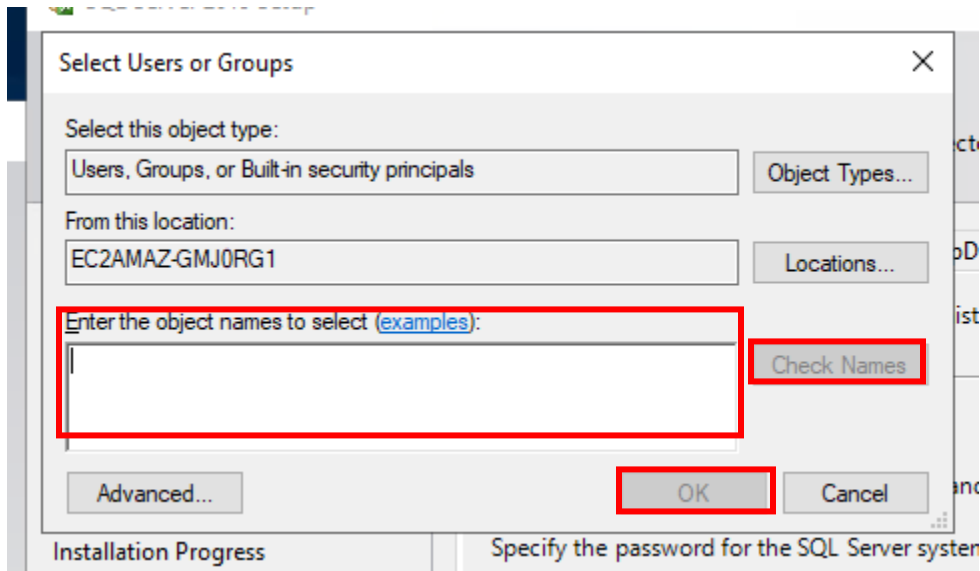 Select Users or Groups
Select this object type:
Users, Groups, or Built-in security principals
Object Types...
From this location:
EC2AMAZ-GMJ0RG1
Locations...
Enter the object names to select (examples):
Check Names
Advanced...
OK
Cancel
Installation Progress
Specify the password for the SQL Server system